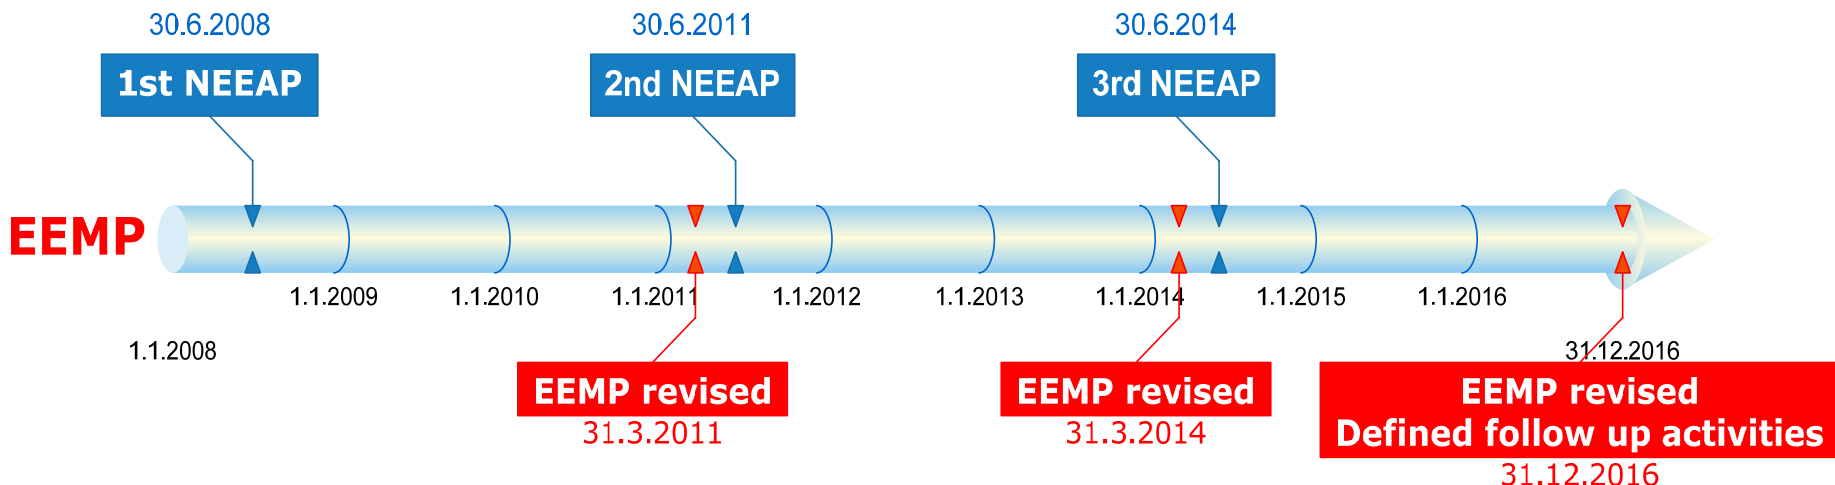 30.6.2008
30.6.2011
30.6.2014
1st NEEAP
2nd NEEAP
3rd NEEAP
EEMP
1.1.2009
1.1.2010
1.1.2011
1.1.2012
1.1.2013
1.1.2014
1.1.2015
1.1.2016
1.1.2008
31.12.2016
EEMP revised
31.3.2011
EEMP revised
31.3.2014
EEMP revised
Defined follow up activities
31.12.2016